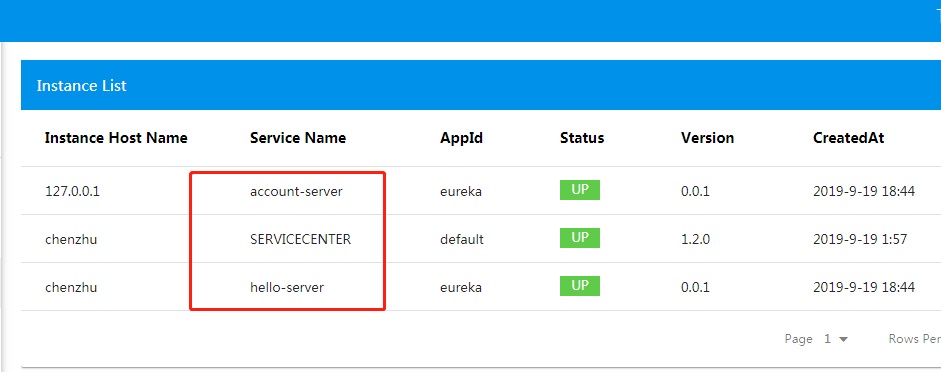 Instance List
Instance Host Name Service Name AppId Status Version CreatedAt
127.0.0.1 account-server eureka UP 0.0.1 2019-9-19 18:44
chenzhu SERVICECENTER default UP 1.2.0 2019-9-19 1:57
chenzhu hello-server eureka UP 0.0.1 2019-9-19 18:44
Page 1 Rows Per